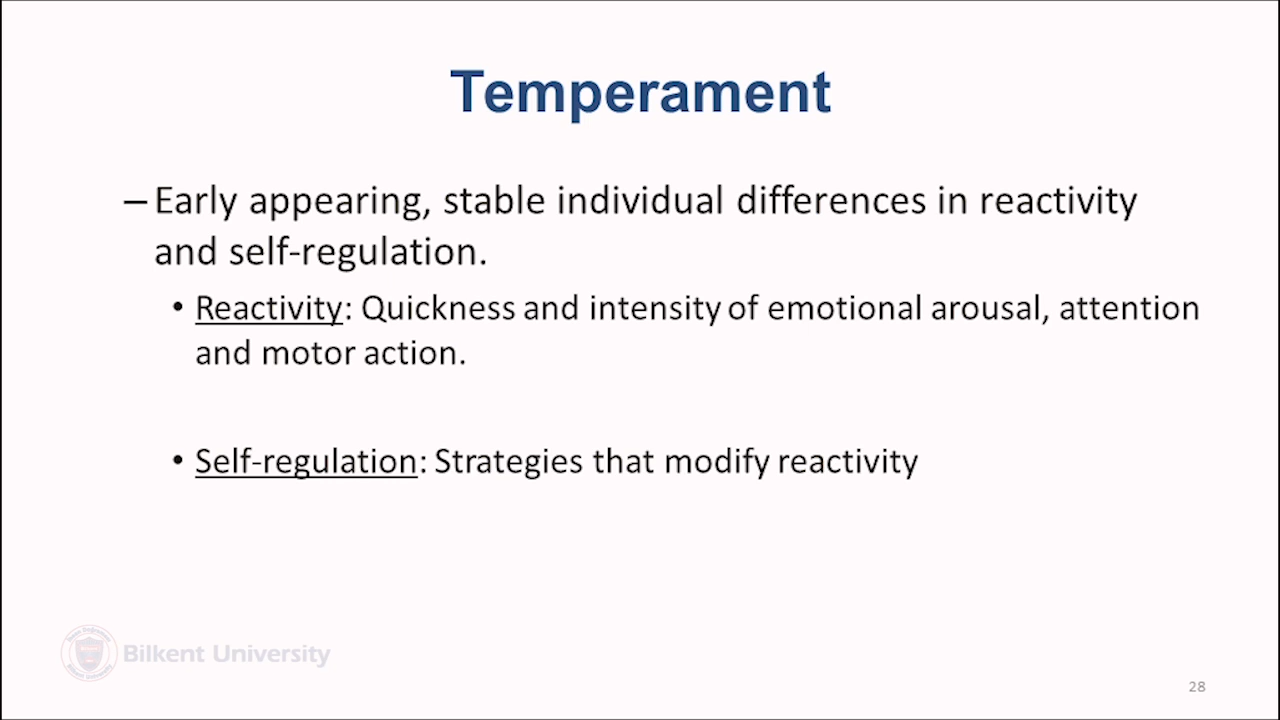 Temperament
– Early appearing, stable individual differences in reactivity
and self-regulation.
• Reactivity: Quickness and intensity of emotional arousal, attention
and motor action.
• Self-regulation: Strategies that modify reactivity
Bilkent University
28